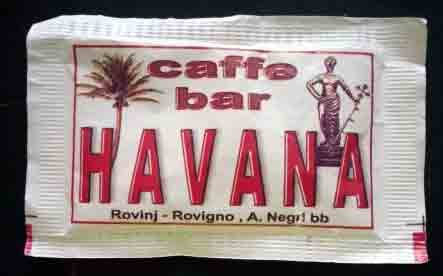 caffe
bar
HAVANA
Rovinj - Rovigno , A. Negri bb